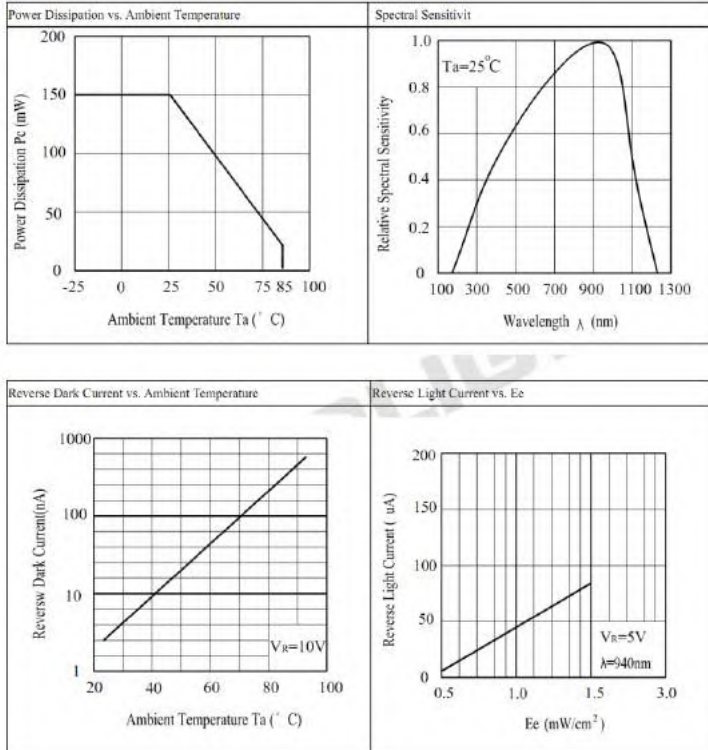 Power Dissipation vs. Ambient Temperature
200
150
100
50
0
-25 0 25 50 75 85 100
Power Dissipation Pc (mW)
Ambient Temperature Ta (° C)
Spectral Sensitivit
Ta=25°C
1.0
0.8
0.6
0.4
0.2
0
100 300 500 700 900 1100 1300
Relative Spectral Sensitivity
Wavelength λ (nm)
Reverse Dark Current vs. Ambient Temperature
1000
100
10
1
20 40 60 80 100
Reversw Dark Current(nA)
VR=10V
Ambient Temperature Ta (° C)
Reverse Light Current vs. Ee
200
150
100
50
0
0.5 1.0 1.5 3.0
Reverse Light Current ( uA)
VR=5V
λ=940nm
Ee (mW/cm²)